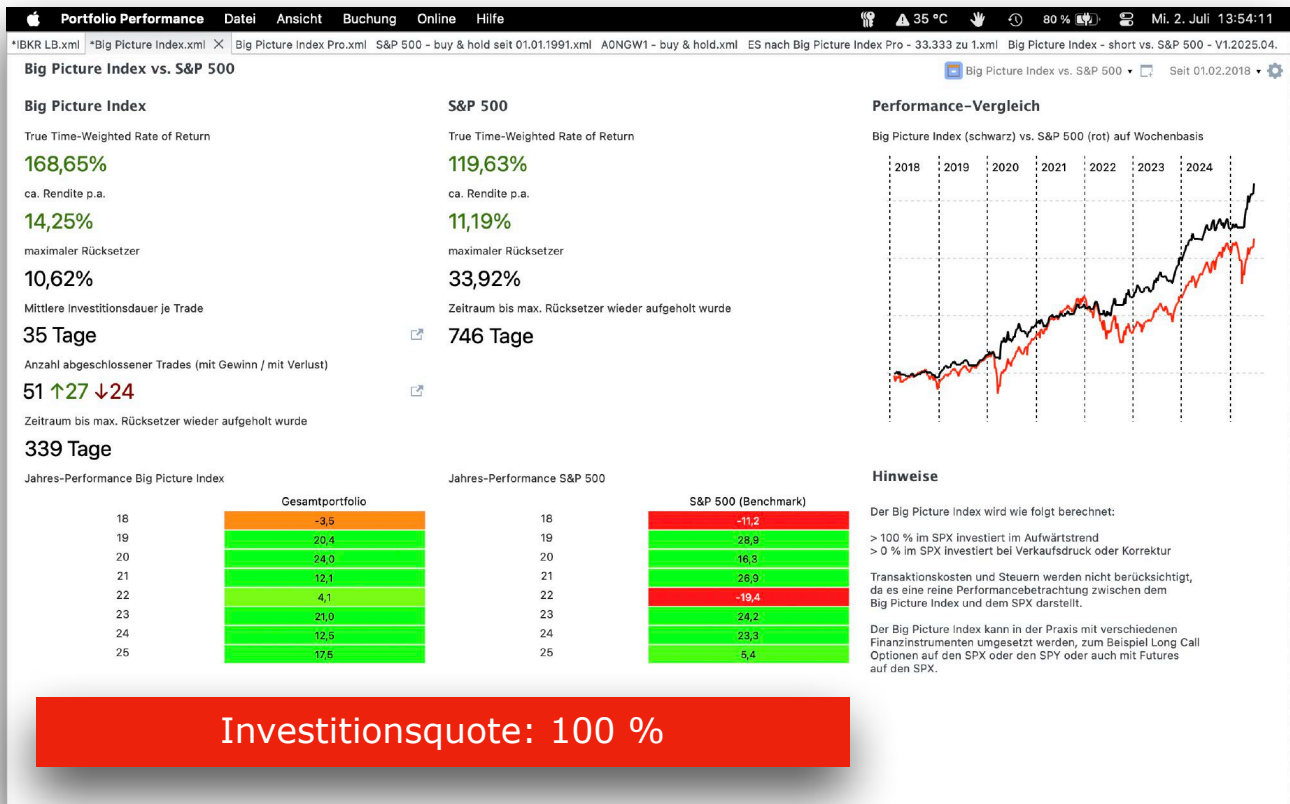 Portfolio Performance Datei Ansicht Buchung Online Hilfe 35 °C 80 % Mi. 2. Juli 13:54:11
*IBKR LB.xml *Big Picture Index.xml Big Picture Index Pro.xml S&P 500 - buy & hold seit 01.01.1991.xml A0NGW1 - buy & hold.xml ES nach Big Picture Index Pro - 33.333 zu 1.xml Big Picture Index - short vs. S&P 500 - V1.2025.04.
Big Picture Index vs. S&P 500
Big Picture Index vs. S&P 500 Seit 01.02.2018
Big Picture Index
True Time-Weighted Rate of Return
168,65%
ca. Rendite p.a.
14,25%
maximaler Rücksetzer
10,62%
Mittlere Investitionsdauer je Trade
35 Tage
Anzahl abgeschlossener Trades (mit Gewinn / mit Verlust)
51 ↑27 ↓24
Zeitraum bis max. Rücksetzer wieder aufgeholt wurde
339 Tage
S&P 500
True Time-Weighted Rate of Return
119,63%
ca. Rendite p.a.
11,19%
maximaler Rücksetzer
33,92%
Zeitraum bis max. Rücksetzer wieder aufgeholt wurde
746 Tage
Performance-Vergleich
Big Picture Index (schwarz) vs. S&P 500 (rot) auf Wochenbasis
2018 2019 2020 2021 2022 2023 2024
Jahres-Performance Big Picture Index
Gesamtportfolio
18 -3,5
19 20,4
20 24,0
21 12,1
22 4,1
23 21,0
24 12,5
25 17,5
Jahres-Performance S&P 500
S&P 500 (Benchmark)
18 -11,2
19 28,9
20 16,3
21 26,9
22 -19,4
23 24,2
24 23,3
25 5,4
Hinweise
Der Big Picture Index wird wie folgt berechnet:
> 100 % im SPX investiert im Aufwärtstrend
> 0 % im SPX investiert bei Verkaufsdruck oder Korrektur
Transaktionskosten und Steuern werden nicht berücksichtigt,
da es eine reine Performancebetrachtung zwischen dem
Big Picture Index und dem SPX darstellt.
Der Big Picture Index kann in der Praxis mit verschiedenen
Finanzinstrumenten umgesetzt werden, zum Beispiel Long Call
Optionen auf den SPX oder den SPY oder auch mit Futures
auf den SPX.
Investitionsquote: 100 %